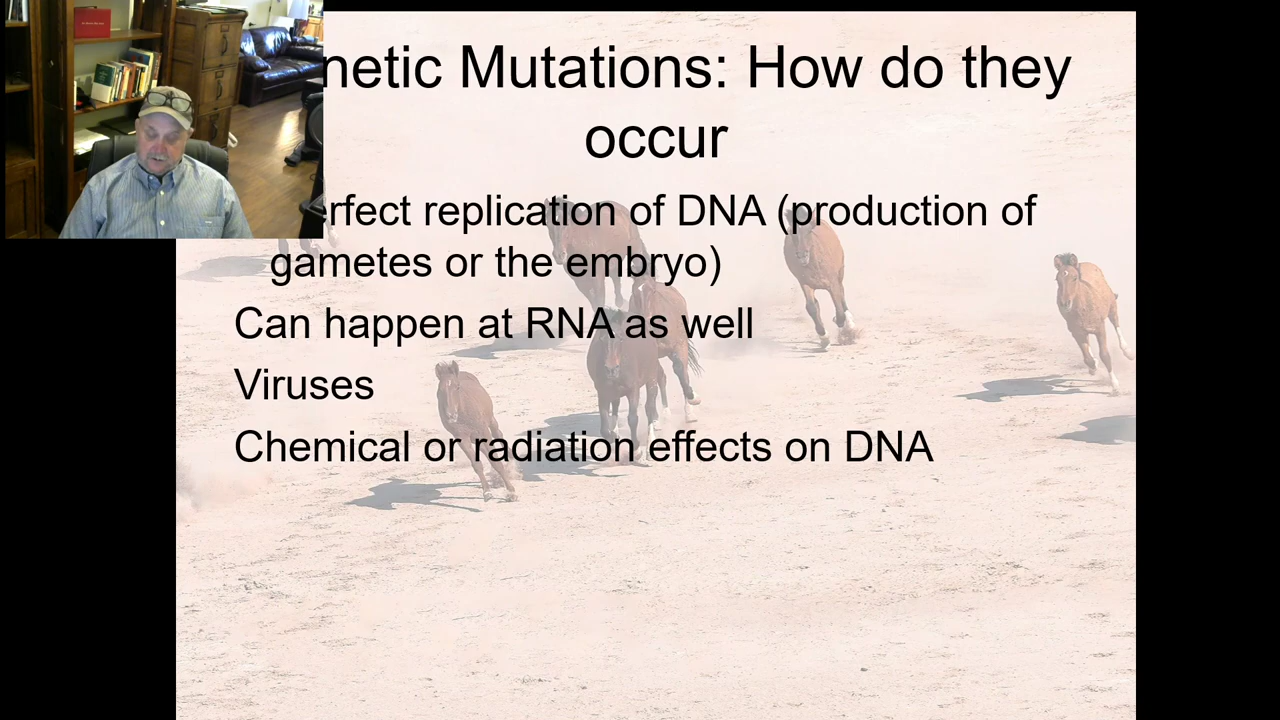 netic Mutations: How do they
occur
erfect replication of DNA (production of
gametes or the embryo)
Can happen at RNA as well
Viruses
Chemical or radiation effects on DNA